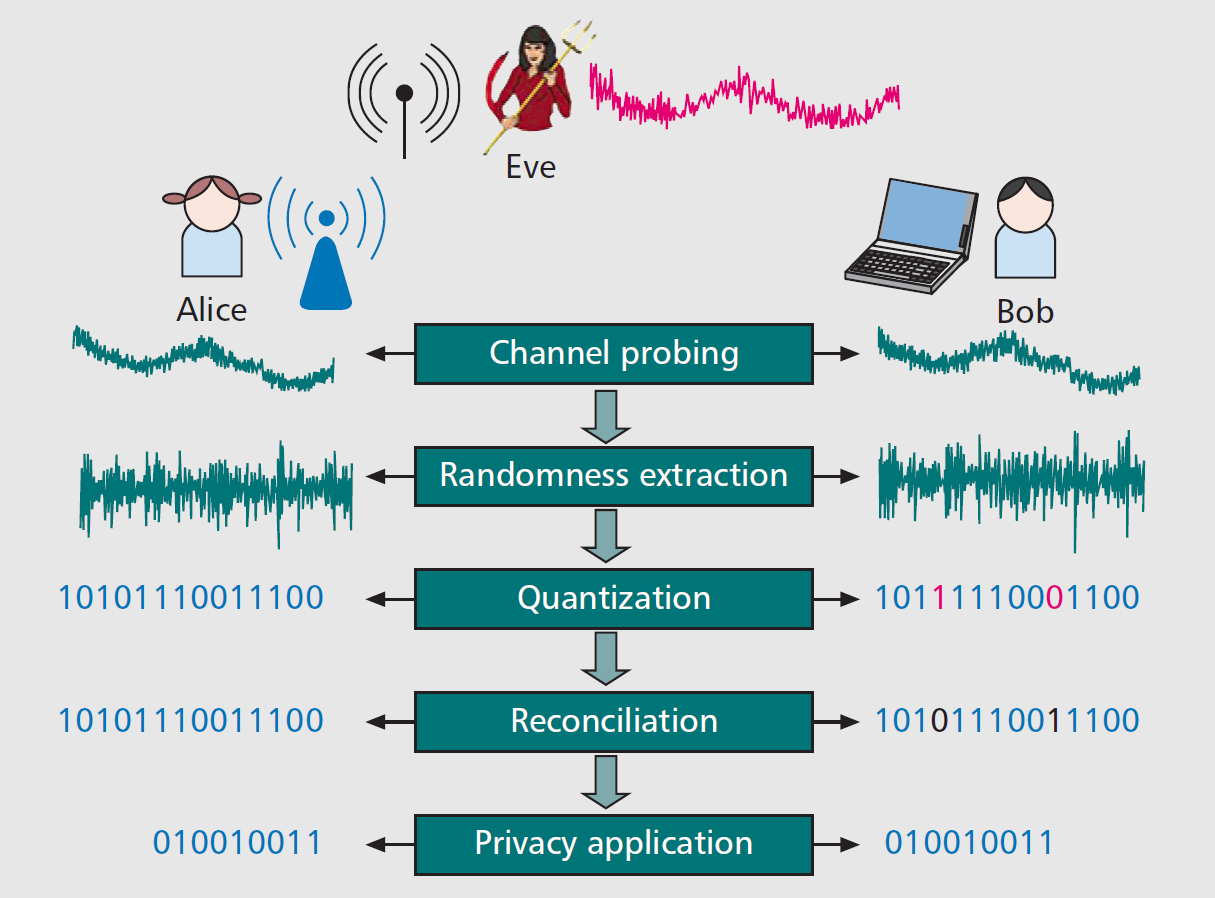 Eve
Alice
Bob
Channel probing
Randomness extraction
10101110011100
Quantization
10111110001100
10101110011100
Reconciliation
10101110011100
010010011
Privacy application
010010011